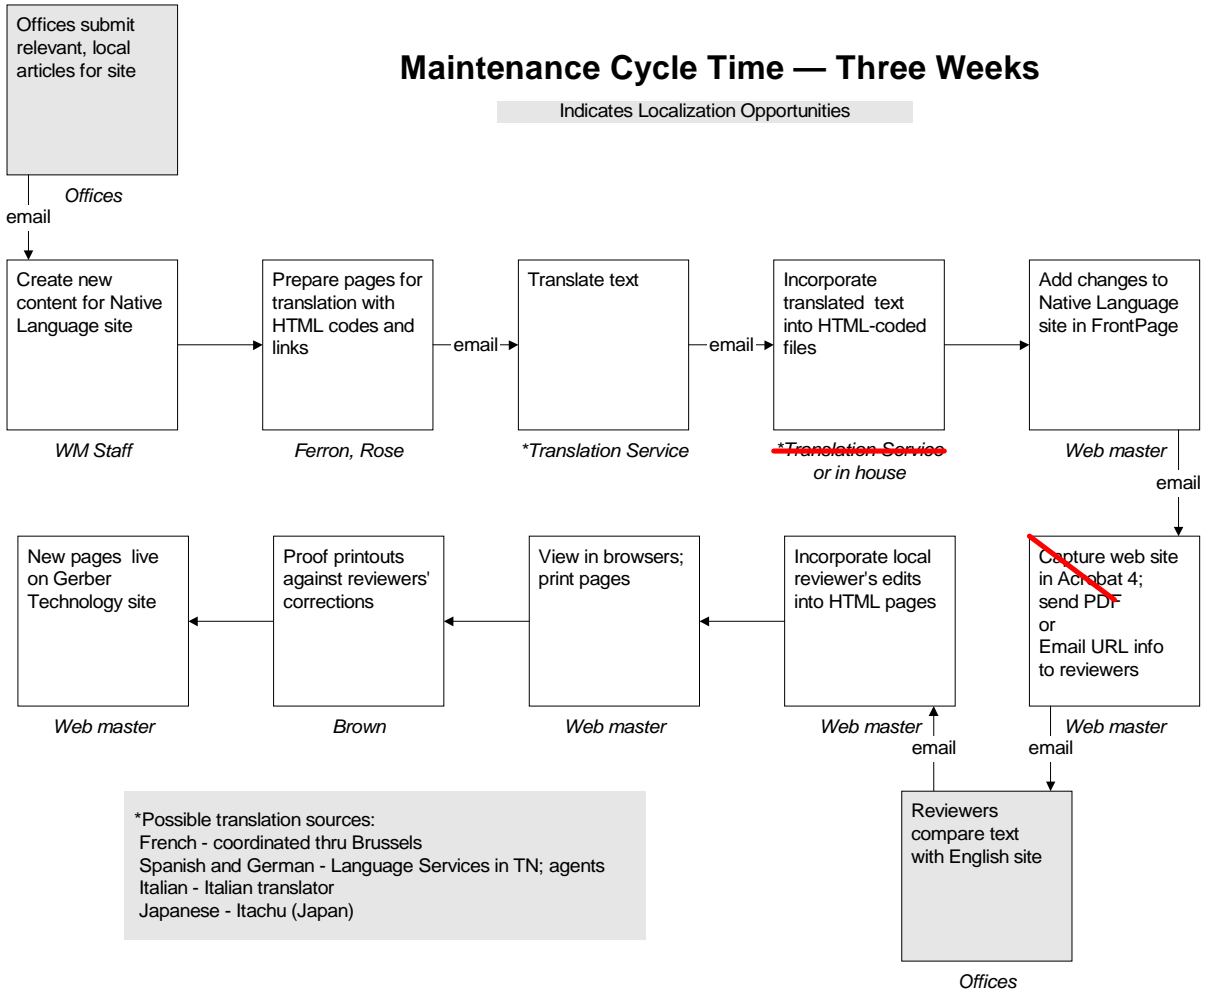 Offices submit
relevant, local
articles for site
Maintenance Cycle Time — Three Weeks
Indicates Localization Opportunities
Offices
email
Create new
content for Native
Language site
WM Staff
Prepare pages for
translation with
HTML codes and
links
Ferron, Rose
email
Translate text
*Translation Service
email
Incorporate
translated  text
into HTML-coded
files
*Translation Service
or in house
Add changes to
Native Language
site in FrontPage
Web master
email
Capture web site
in Acrobat 4;
send PDF
or
Email URL info
to reviewers
Web master
email
Reviewers
compare text
with English site
Offices
email
Incorporate local
reviewer's edits
into HTML pages
Web master
View in browsers;
print pages
Web master
Proof printouts
against reviewers'
corrections
Brown
New pages  live
on Gerber
Technology site
Web master
*Possible translation sources:
French - coordinated thru Brussels
Spanish and German - Language Services in TN; agents
Italian - Italian translator
Japanese - Itachu (Japan)